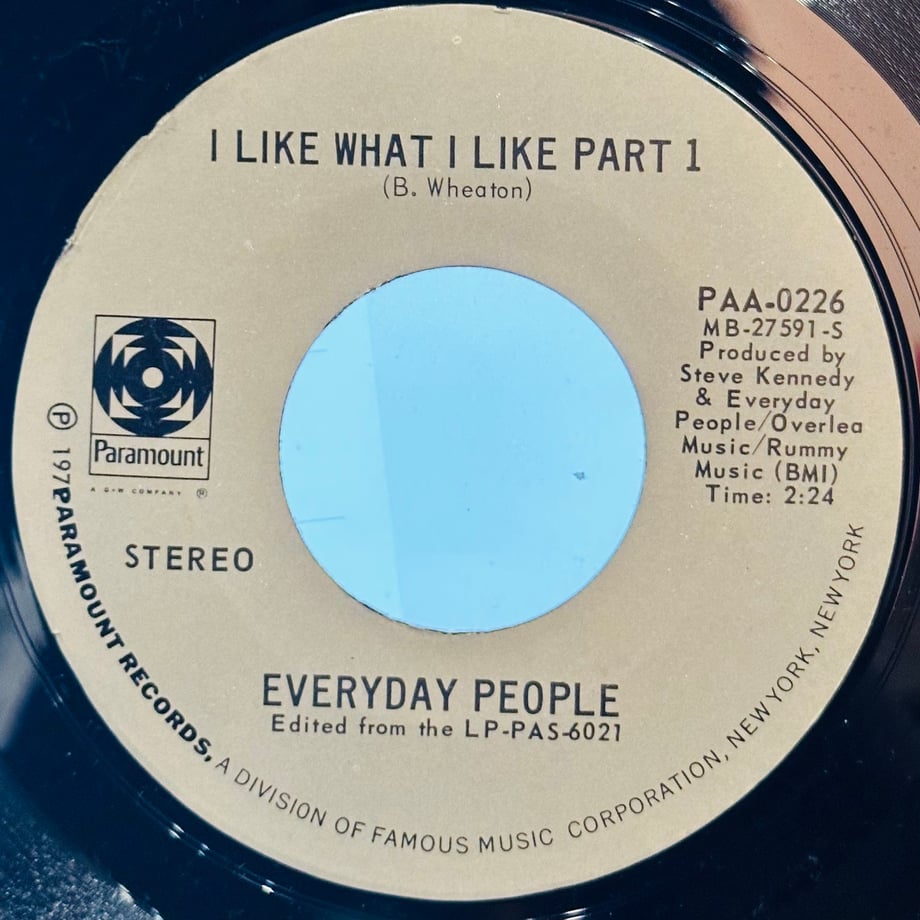 I LIKE WHAT I LIKE PART 1
(B. Wheaton)
PAA-0226
MB-27591-S
Produced by
Steve Kennedy
& Everyday
People/Overlea
Music/Rummy
Music (BMI)
Time: 2:24
Paramount
A G+W COMPANY ®
STEREO
EVERYDAY PEOPLE
Edited from the LP-PAS-6021
Ⓟ 197 PARAMOUNT RECORDS, A DIVISION OF FAMOUS MUSIC CORPORATION, NEW YORK, NEW YORK